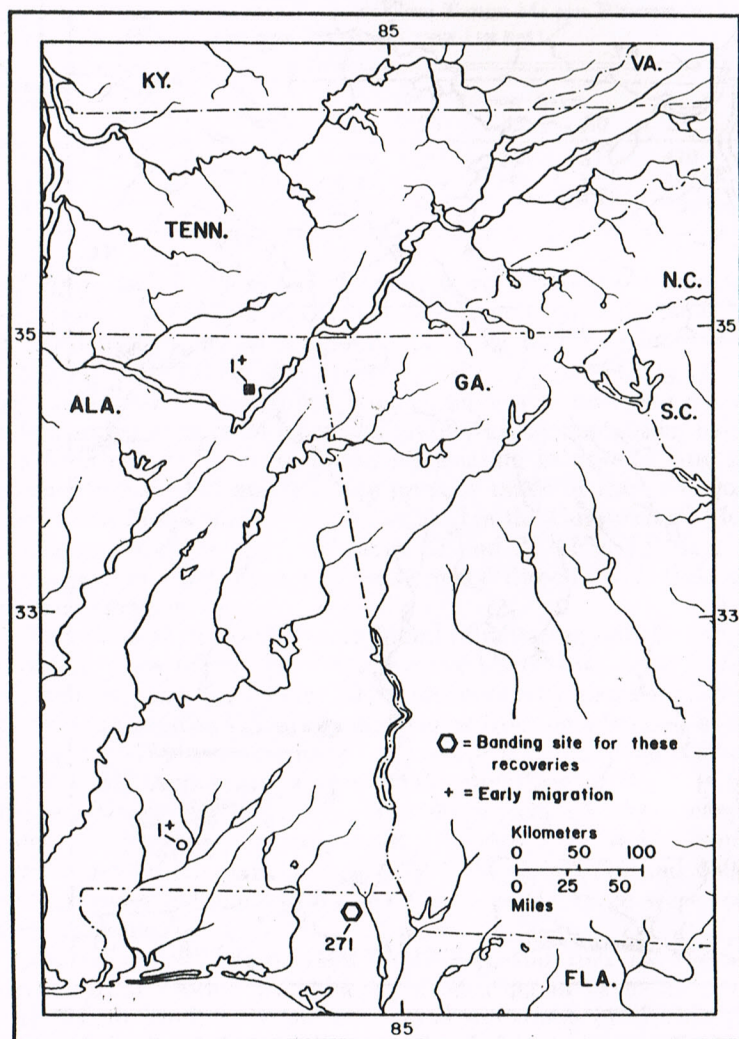 85
KY.
VA.
TENN.
N.C.
35
35
1+
GA.
ALA.
S.C.
33
33
= Banding site for these
recoveries
+ = Early migration
1+
Kilometers
0 50 100
0 25 50
Miles
271
FLA.
85